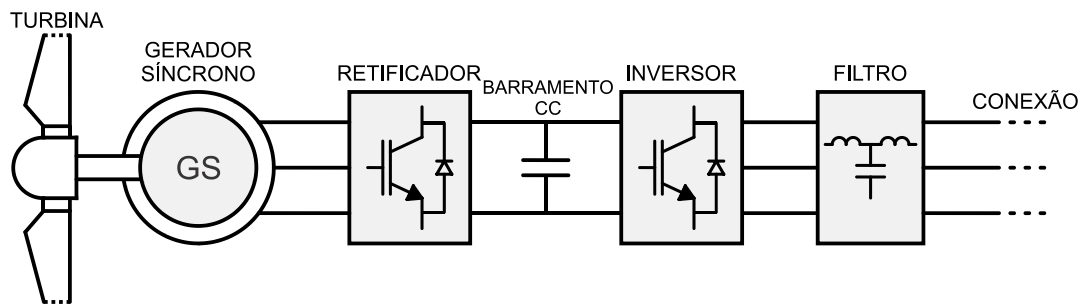 TURBINA
GERADOR
SÍNCRONO
GS
RETIFICADOR
BARRAMENTO
CC
INVERSOR
FILTRO
CONEXÃO